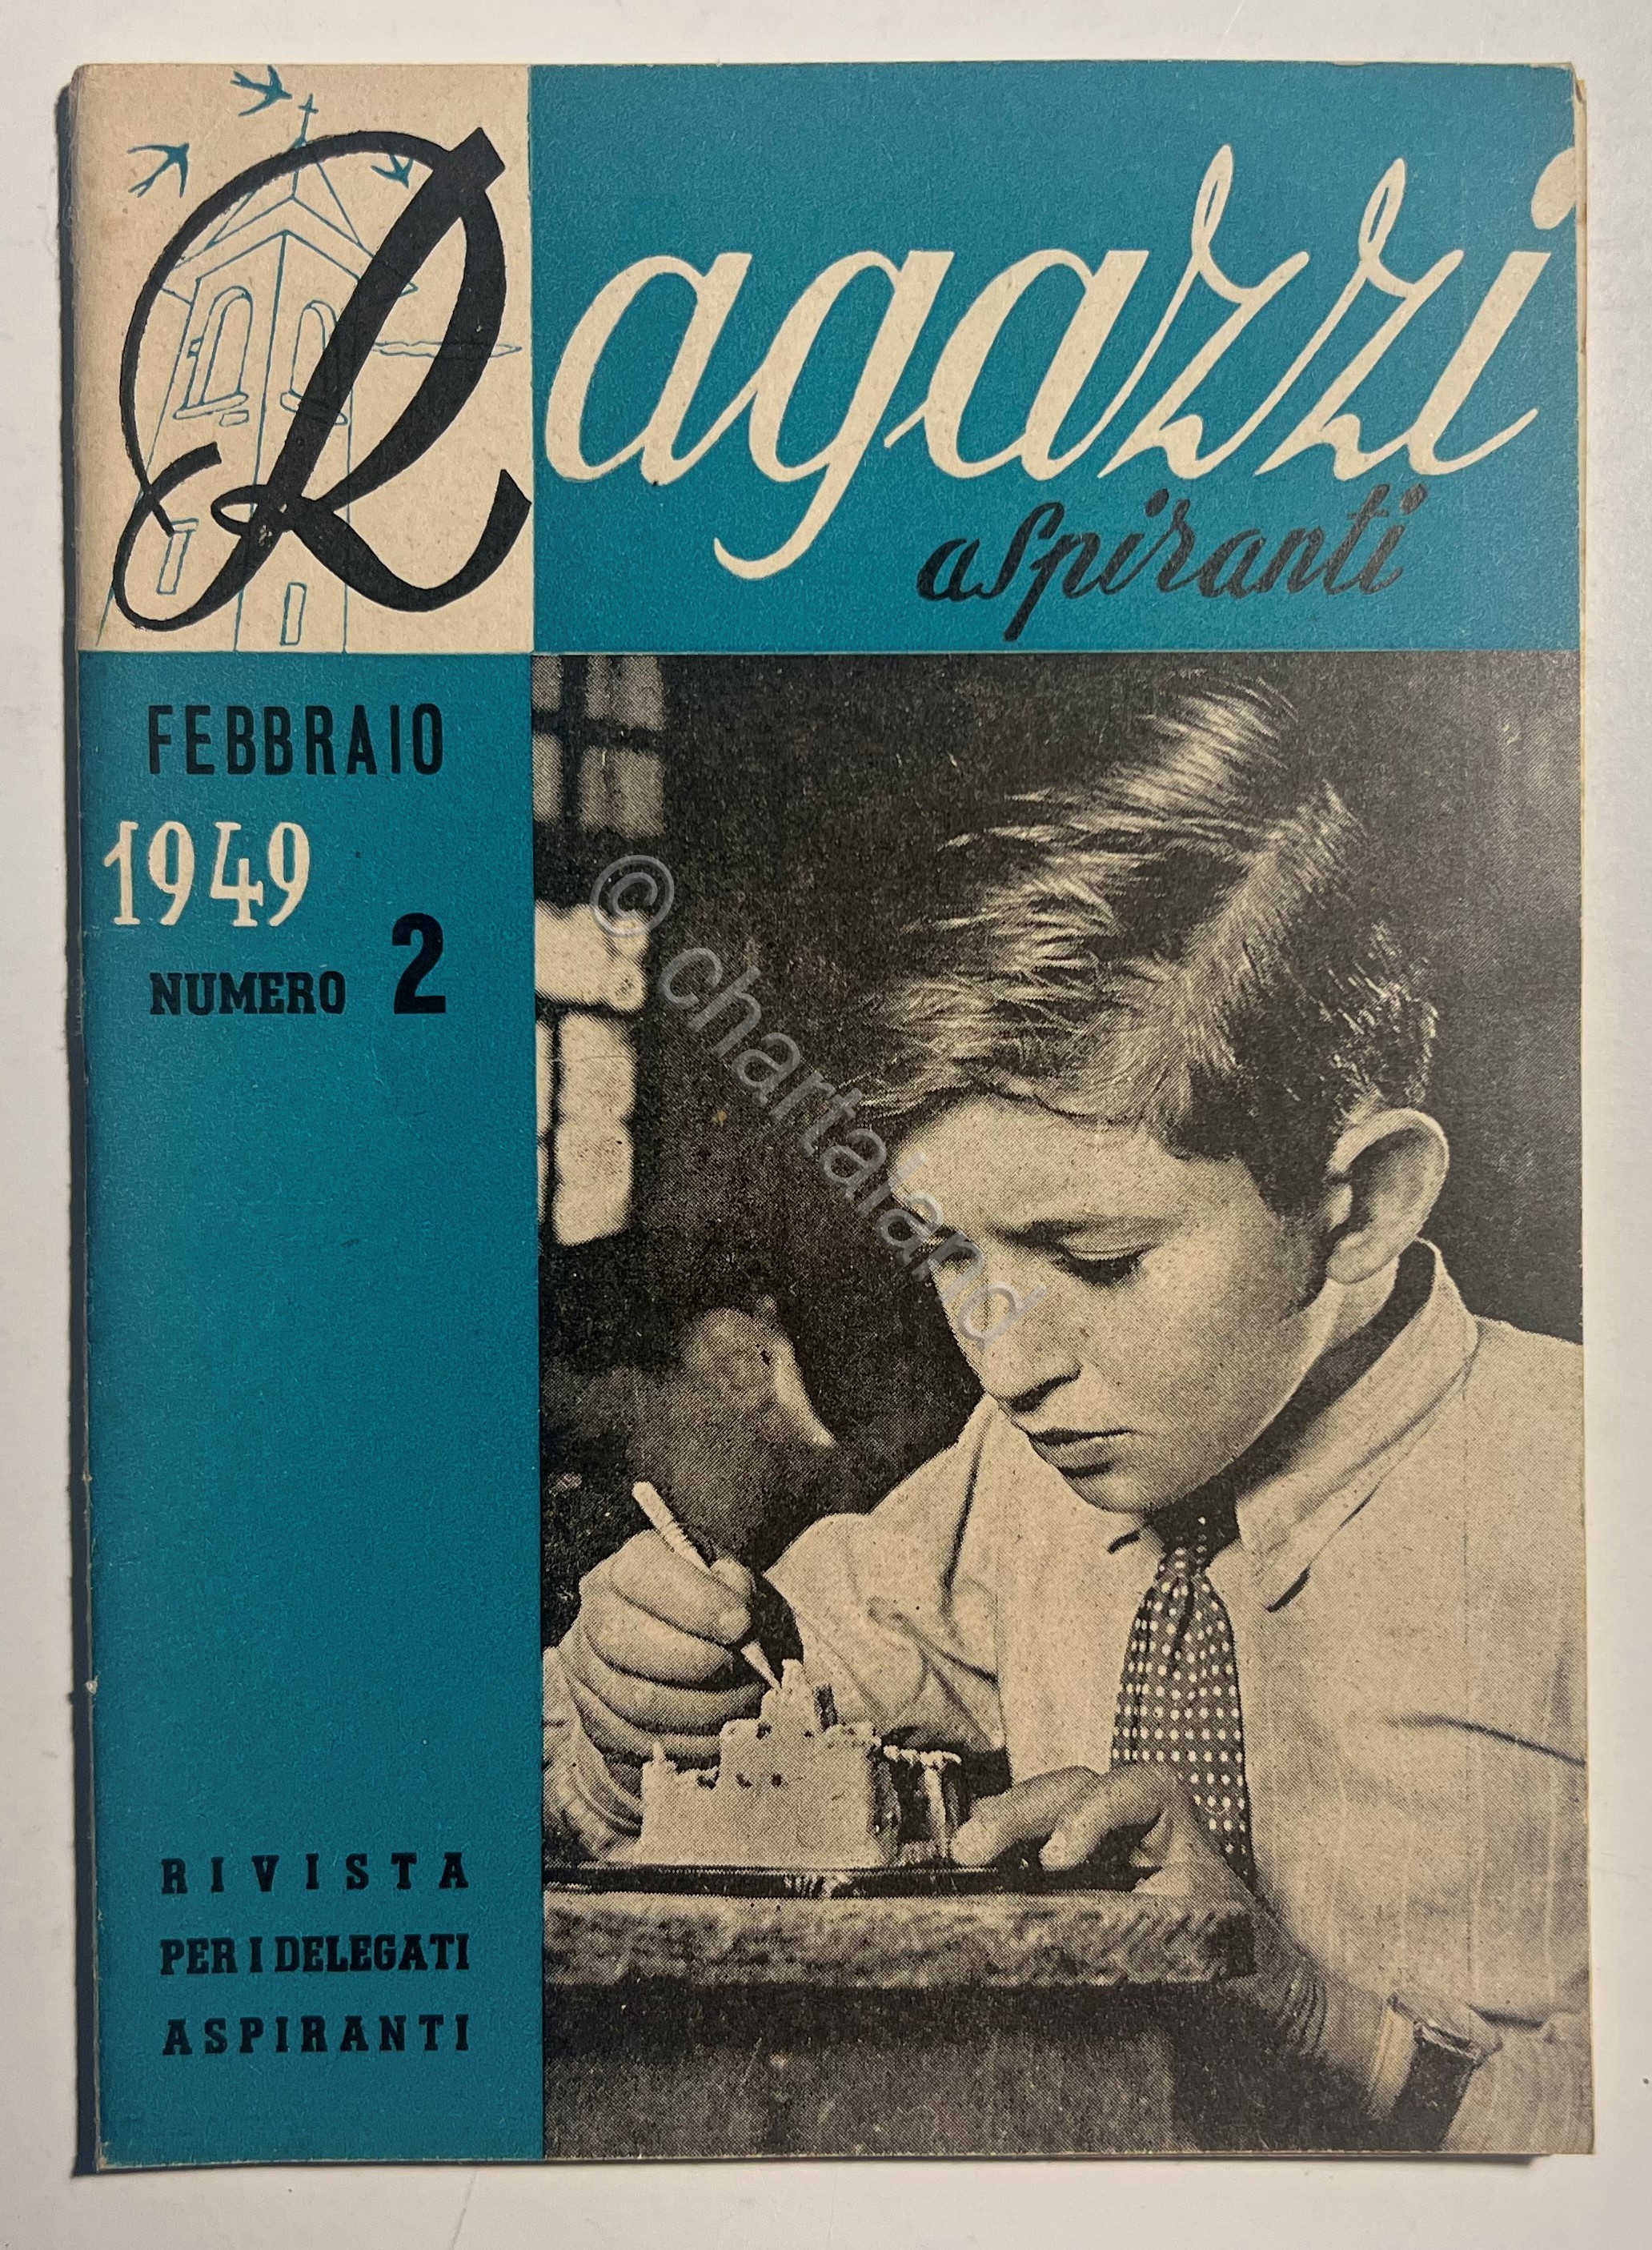 Ragazzi
aspiranti
FEBBRAIO
1949
NUMERO 2
© chartaland
RIVISTA
PER I DELEGATI
ASPIRANTI